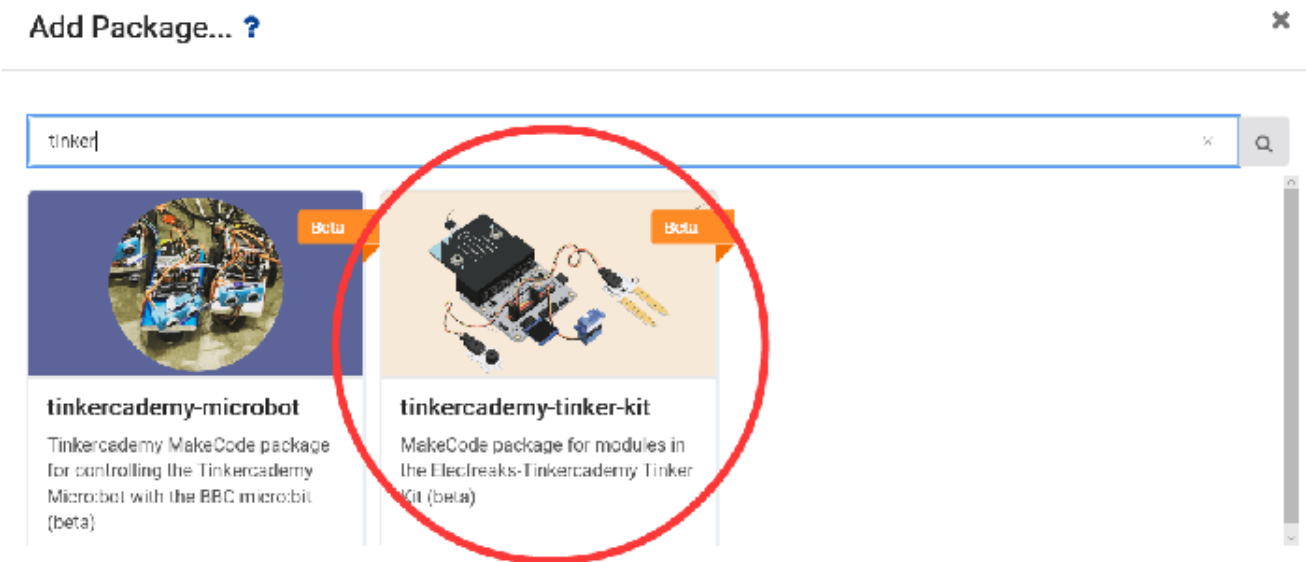 Add Package... ?
tinker
Beta
Beta
tinkercademy-microbot
Tinkercademy MakeCode package
for controlling the Tinkercademy
Micro:bot with the BBC micro:bit
(beta)
tinkercademy-tinker-kit
MakeCode package for modules in
the Elecfreaks-Tinkercademy Tinker
Kit (beta)